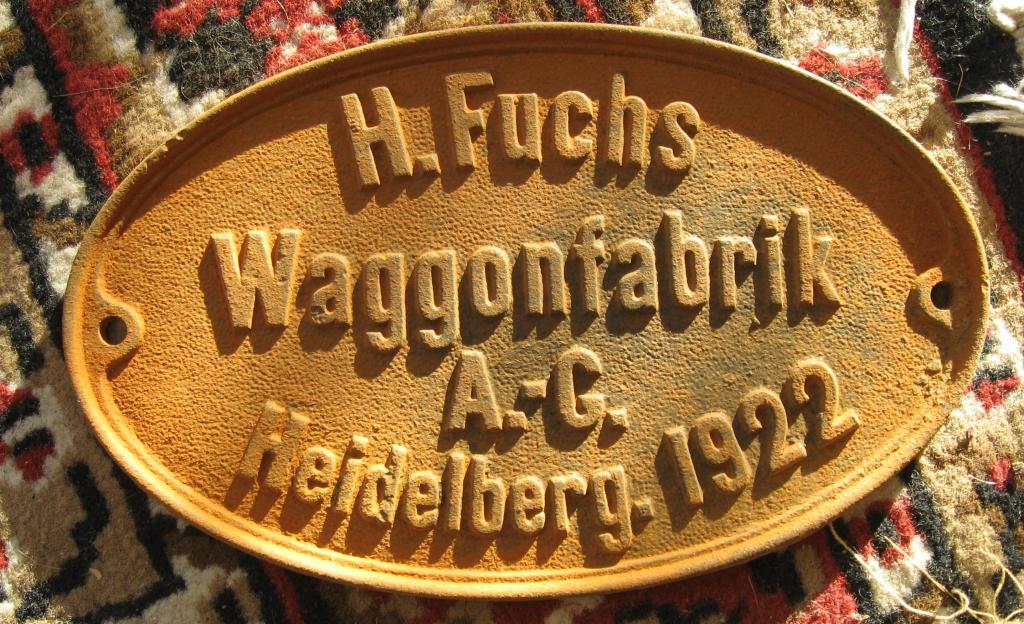 H. Fuchs
Waggonfabrik
A.-G.
Heidelberg. 1922